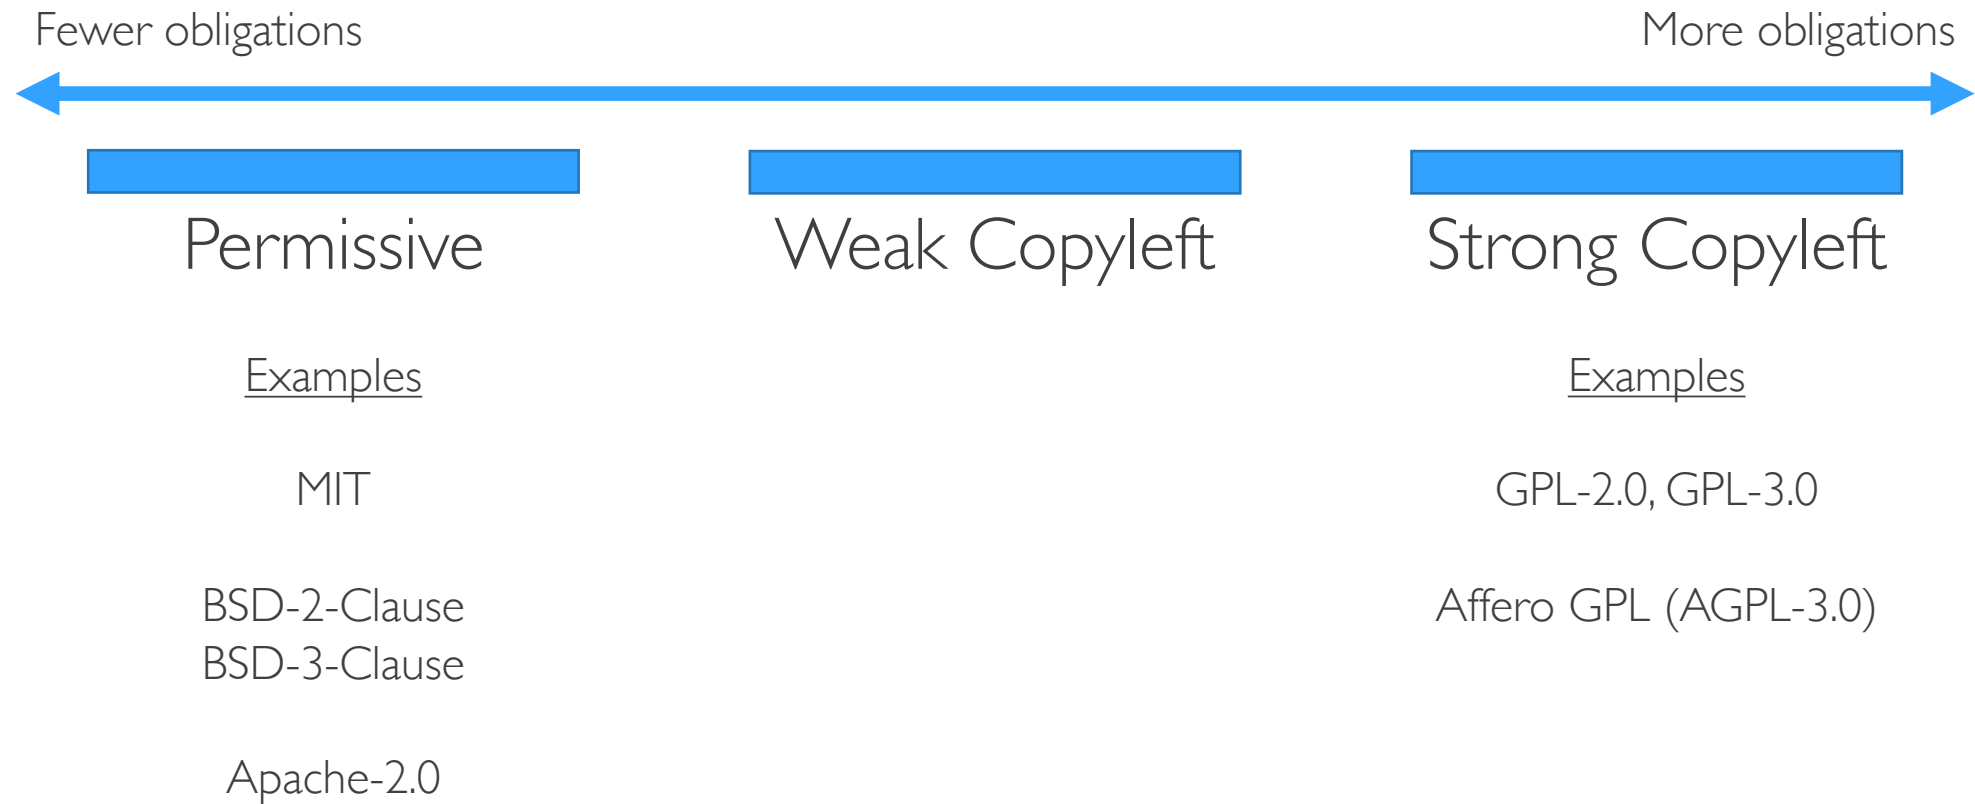 Fewer obligations
More obligations
Permissive
Weak Copyleft
Strong Copyleft
Examples
MIT
BSD-2-Clause
BSD-3-Clause
Apache-2.0
Examples
GPL-2.0, GPL-3.0
Affero GPL (AGPL-3.0)